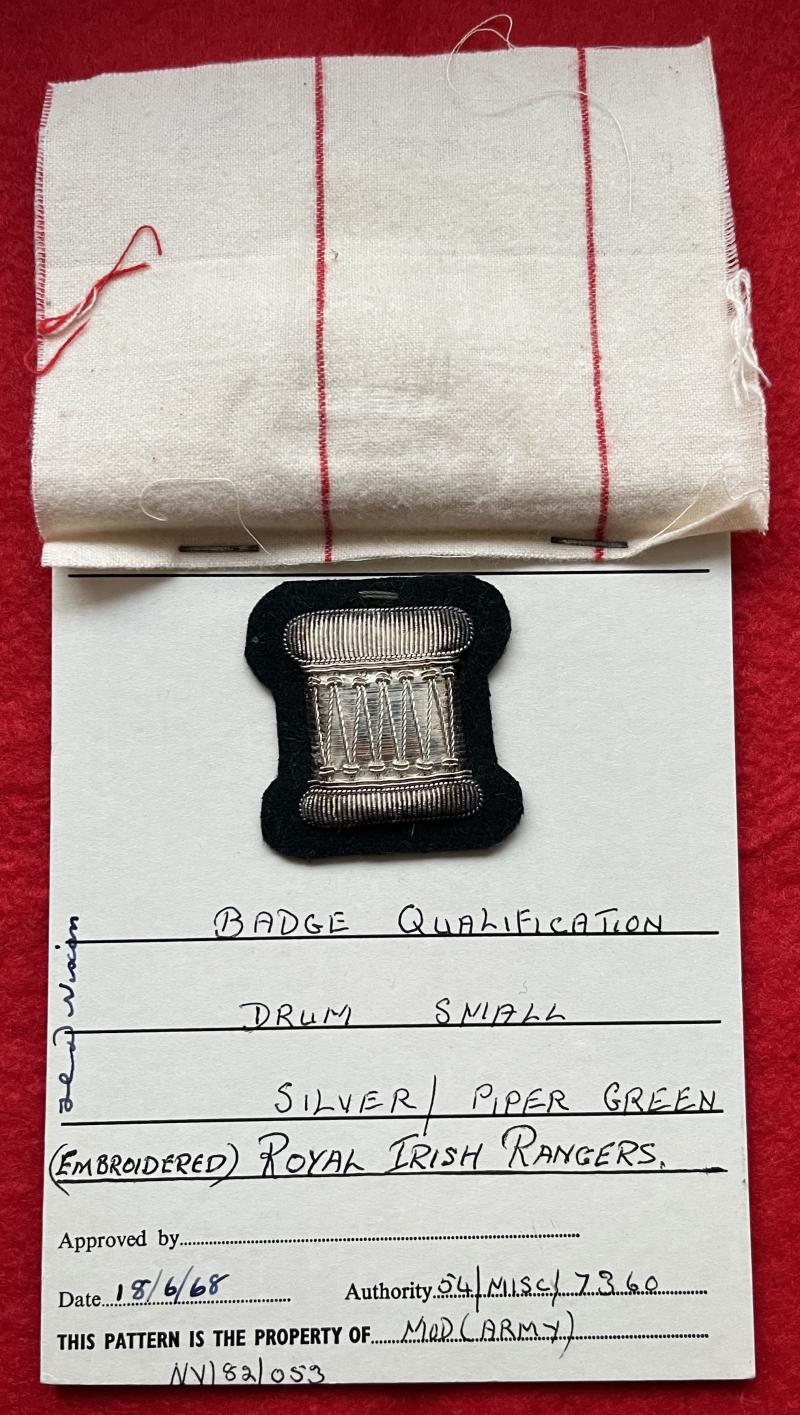 BADGE QUALIFICATION
DRUM SMALL
SILVER/ PIPER GREEN
(EMBROIDERED) ROYAL IRISH RANGERS.
Approved by
Date 18/6/68 Authority 54/MISC/7360
THIS PATTERN IS THE PROPERTY OF MOD(ARMY)
NV/82/053